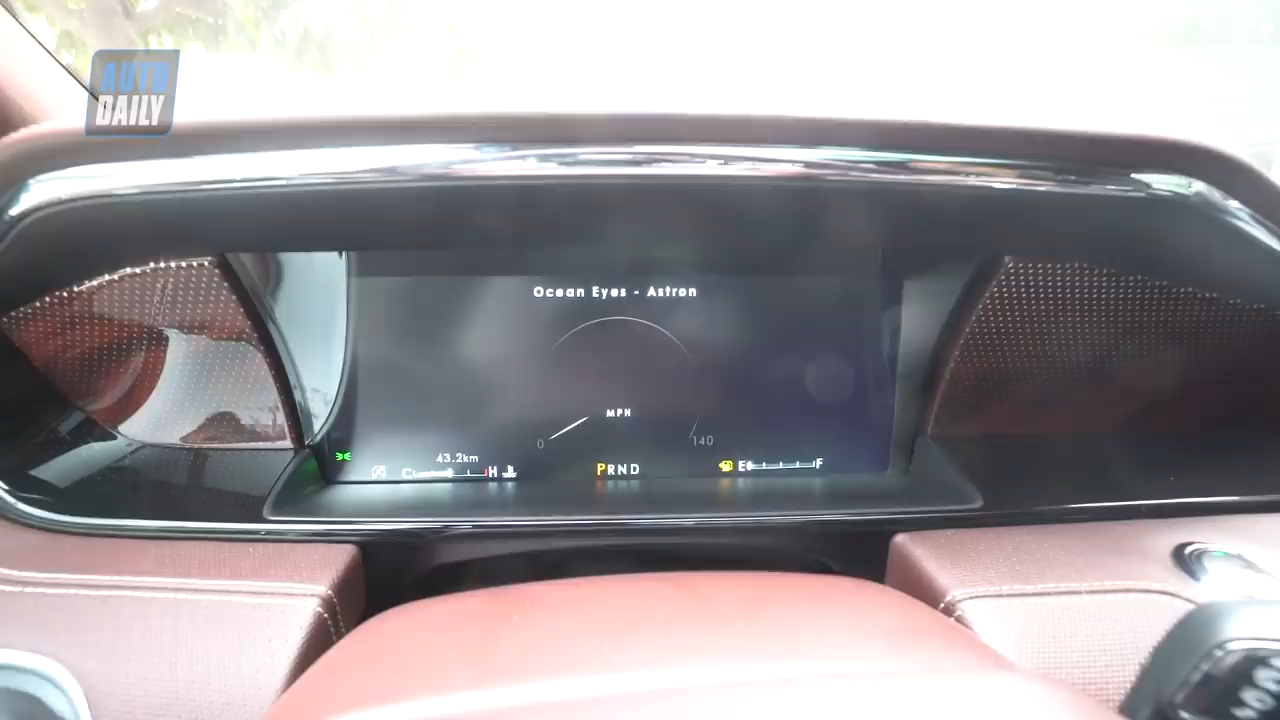 AUTO
DAILY
Ocean Eyes - Astron
MPH
0
140
43.2km
C H
PRND
E F